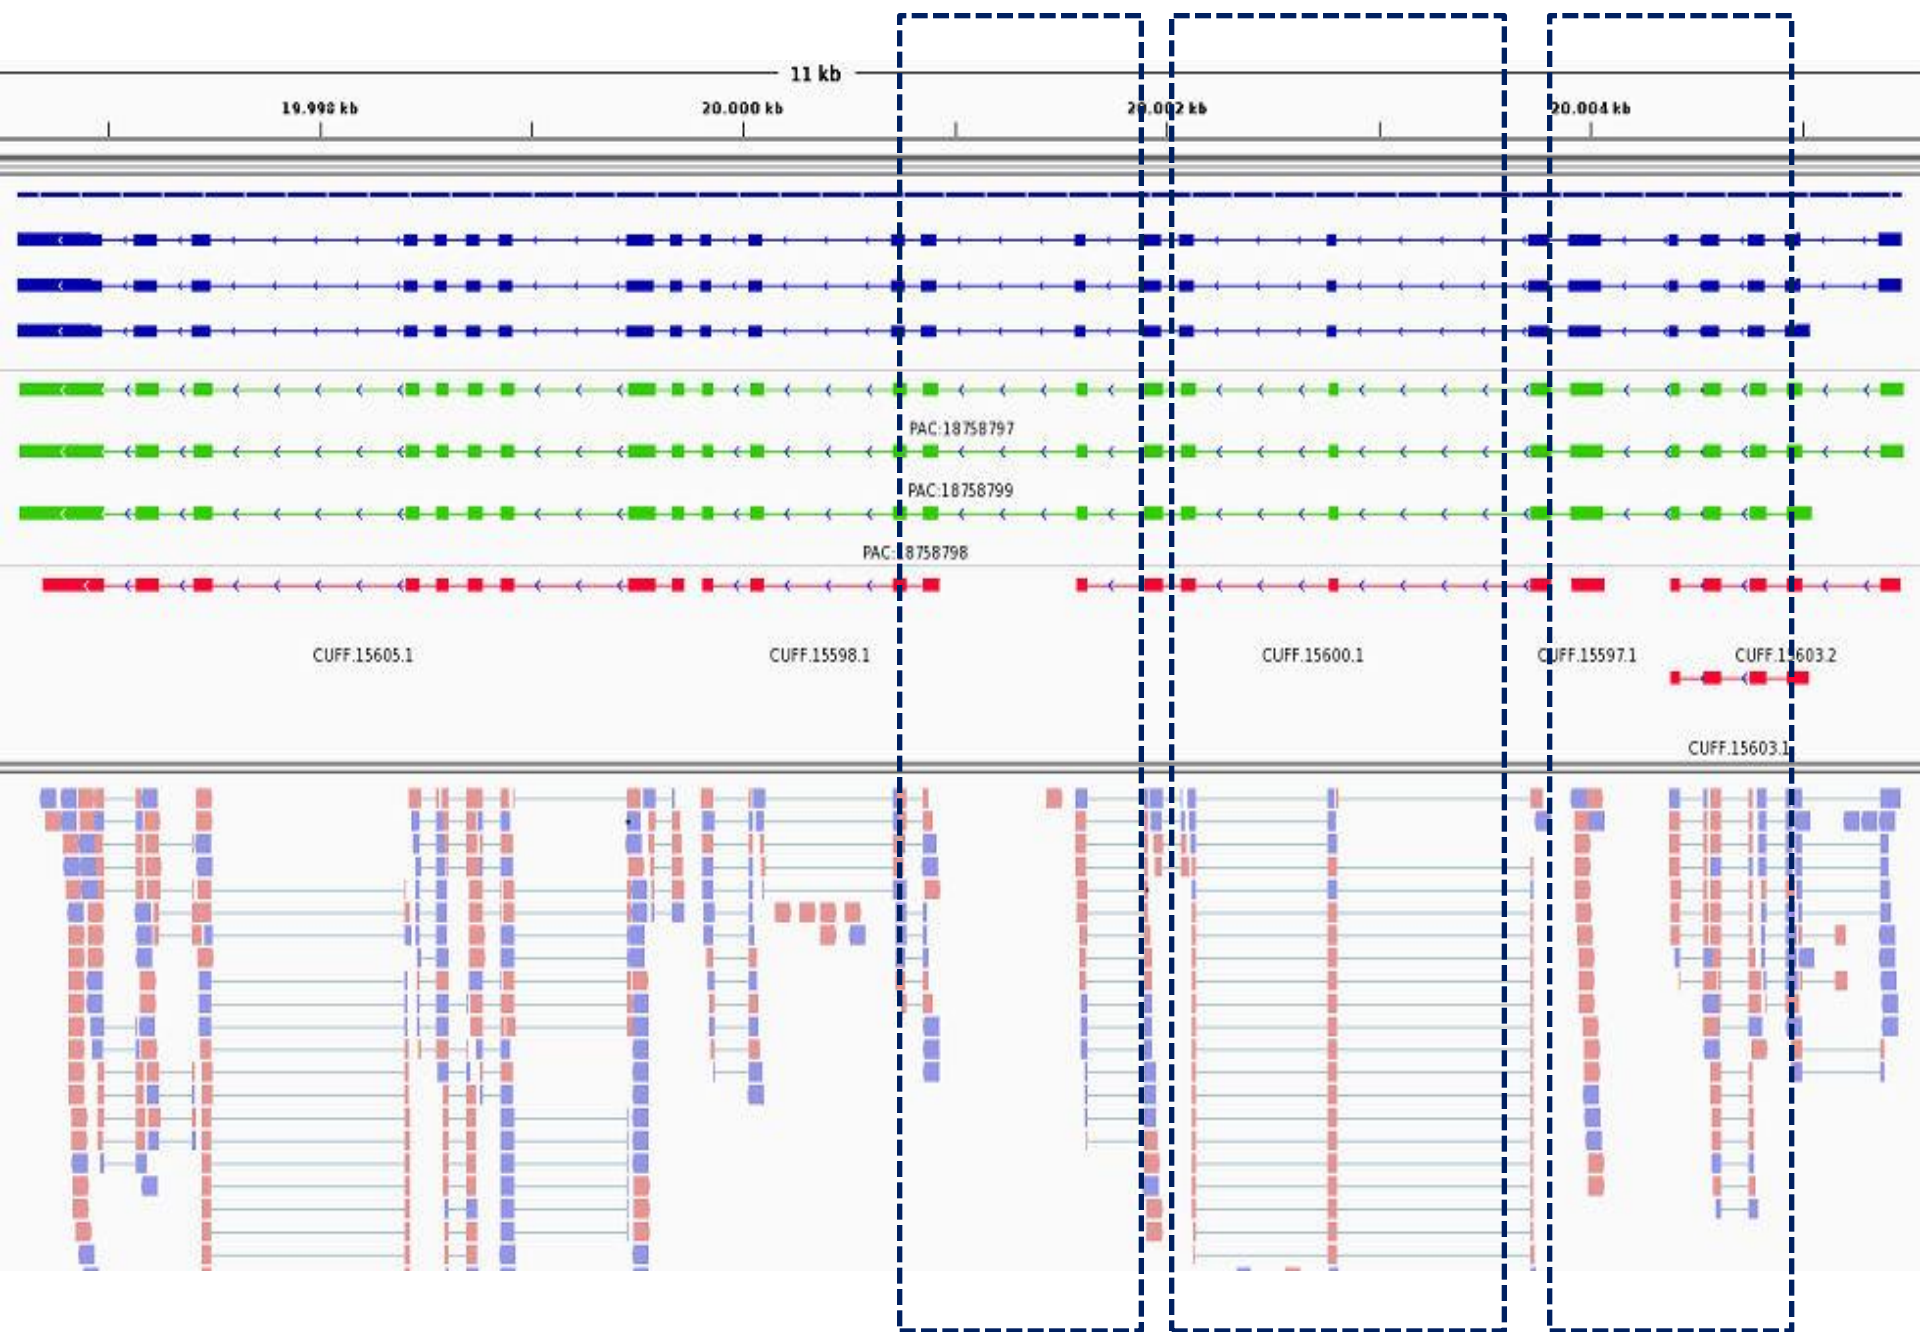 11 kb
19.998 kb 20.000 kb 20.002 kb 20.004 kb
PAC:18758797
PAC:18758799
PAC:18758798
CUFF.15605.1 CUFF.15598.1 CUFF.15600.1 CUFF.15597.1 CUFF.15603.2
CUFF.15603.1